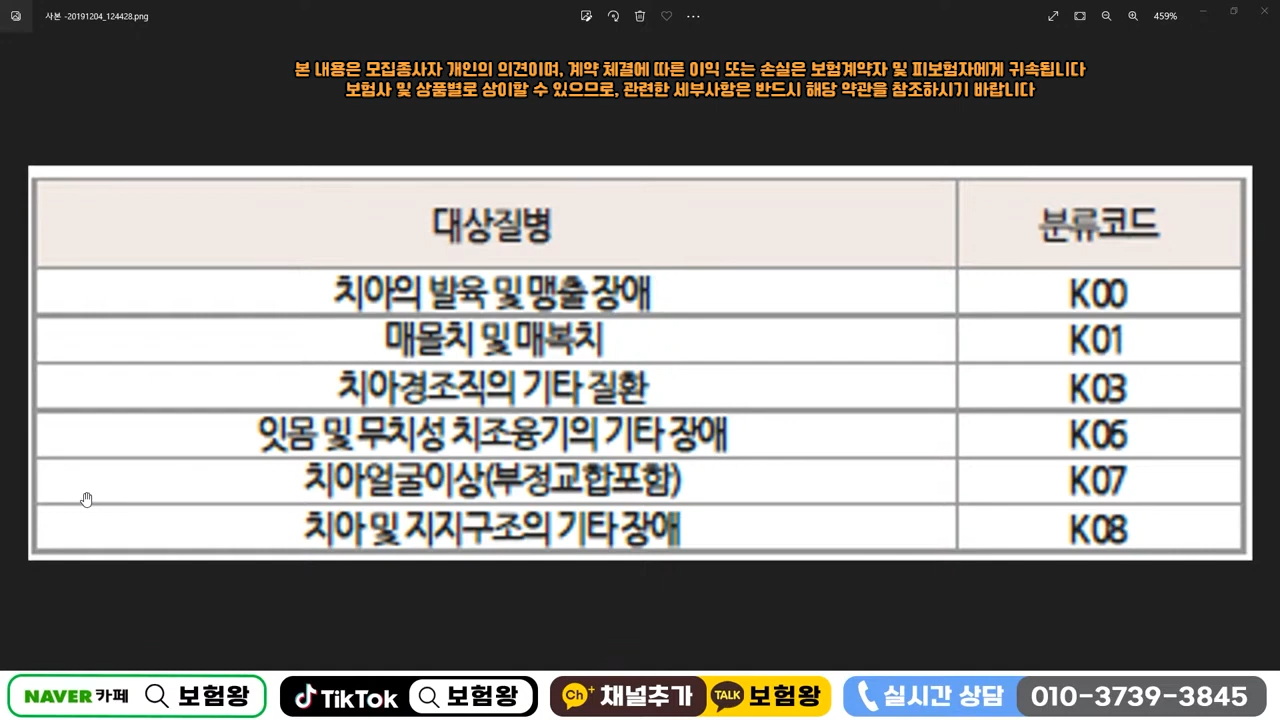 사본 -20191204_124428.png
459%
본 내용은 모집종사자 개인의 의견이며, 계약 체결에 따른 이익 또는 손실은 보험계약자 및 피보험자에게 귀속됩니다
보험사 및 상품별로 상이할 수 있으므로, 관련한 세부사항은 반드시 해당 약관을 참조하시기 바랍니다
대상질병 분류코드
치아의 발육 및 맹출 장애 K00
매몰치 및 매복치 K01
치아경조직의 기타 질환 K03
잇몸 및 무치성 치조융기의 기타 장애 K06
치아얼굴이상(부정교합포함) K07
치아 및 지지구조의 기타 장애 K08
NAVER 카페 보험왕 TikTok 보험왕 Ch+ 채널추가 TALK 보험왕 실시간 상담 010-3739-3845